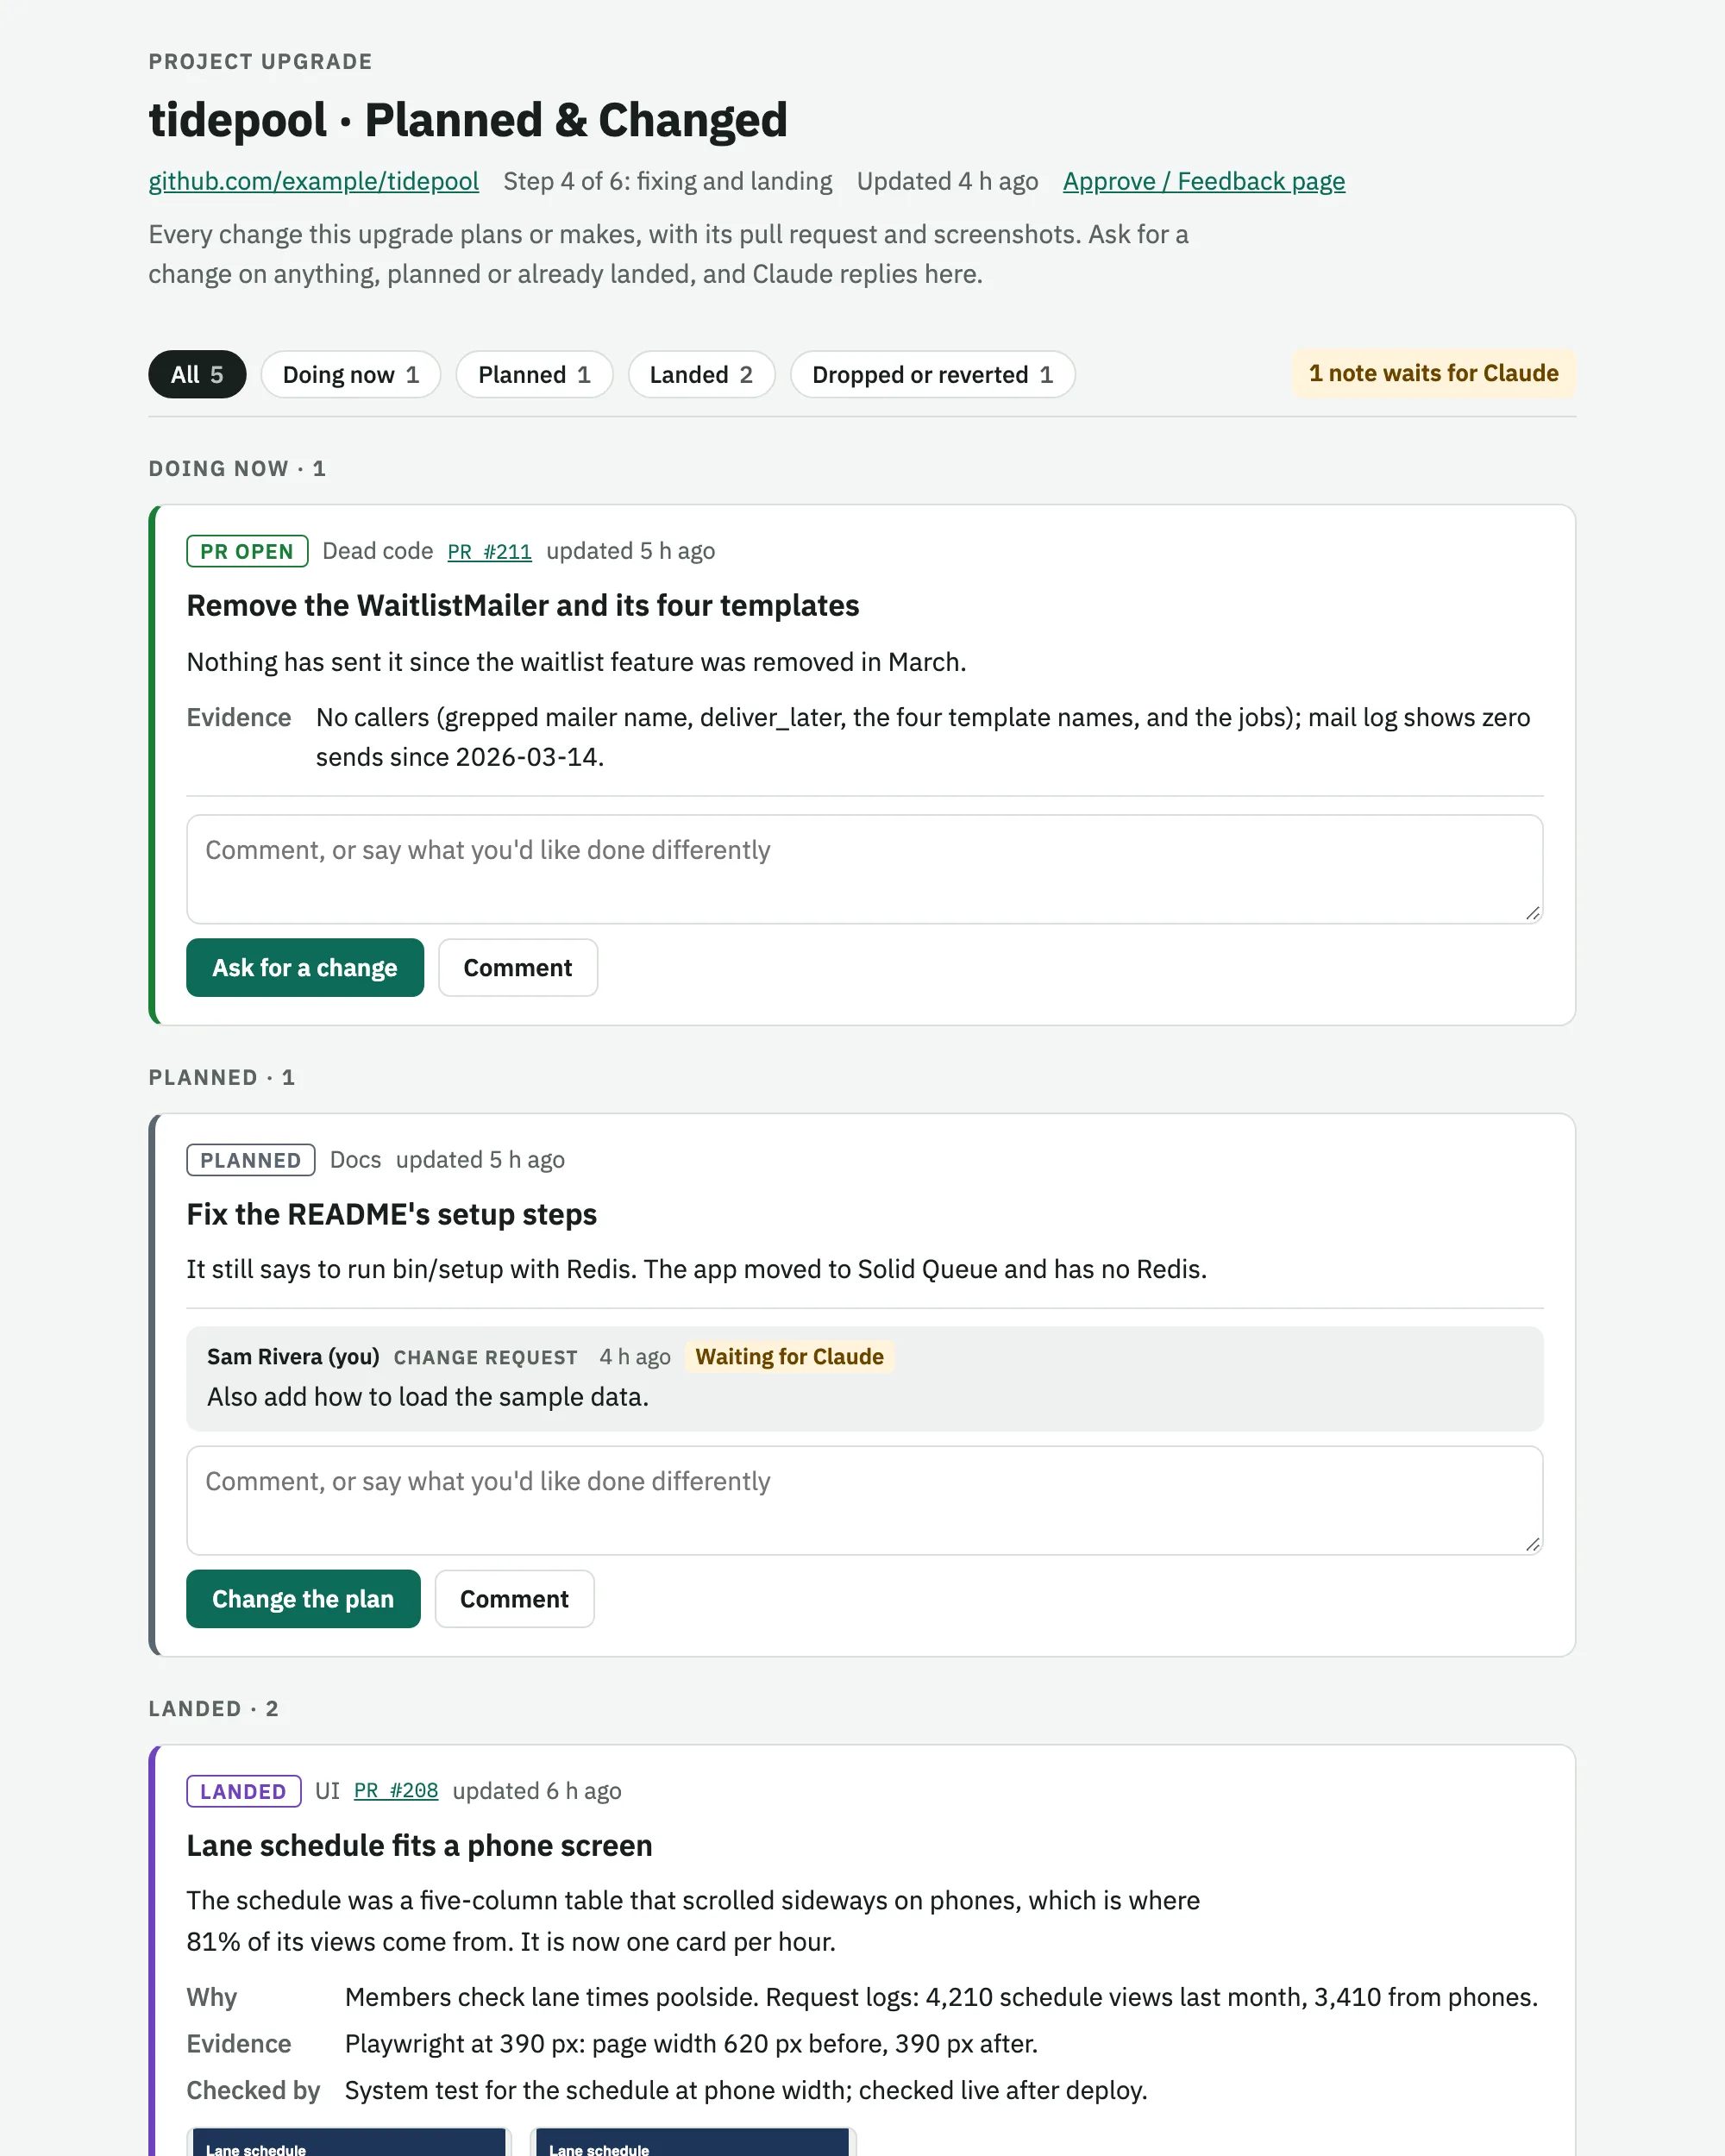 PROJECT UPGRADE
tidepool · Planned & Changed
github.com/example/tidepool Step 4 of 6: fixing and landing Updated 4 h ago Approve / Feedback page
Every change this upgrade plans or makes, with its pull request and screenshots. Ask for a
change on anything, planned or already landed, and Claude replies here.
All 5 Doing now 1 Planned 1 Landed 2 Dropped or reverted 1 1 note waits for Claude
DOING NOW · 1
PR OPEN Dead code PR #211 updated 5 h ago
Remove the WaitlistMailer and its four templates
Nothing has sent it since the waitlist feature was removed in March.
Evidence No callers (grepped mailer name, deliver_later, the four template names, and the jobs); mail log shows zero
sends since 2026-03-14.
Comment, or say what you'd like done differently
Ask for a change Comment
PLANNED · 1
PLANNED Docs updated 5 h ago
Fix the README's setup steps
It still says to run bin/setup with Redis. The app moved to Solid Queue and has no Redis.
Sam Rivera (you) CHANGE REQUEST 4 h ago Waiting for Claude
Also add how to load the sample data.
Comment, or say what you'd like done differently
Change the plan Comment
LANDED · 2
LANDED UI PR #208 updated 6 h ago
Lane schedule fits a phone screen
The schedule was a five-column table that scrolled sideways on phones, which is where
81% of its views come from. It is now one card per hour.
Why Members check lane times poolside. Request logs: 4,210 schedule views last month, 3,410 from phones.
Evidence Playwright at 390 px: page width 620 px before, 390 px after.
Checked by System test for the schedule at phone width; checked live after deploy.
Lane schedule Lane schedule